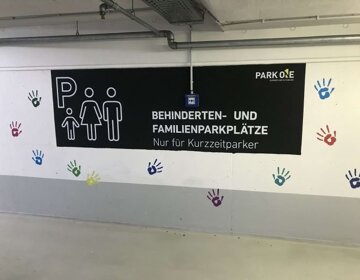 PARK ONE
P
BEHINDERTEN- UND
FAMILIENPARKPLÄTZE
Nur für Kurzzeitparker